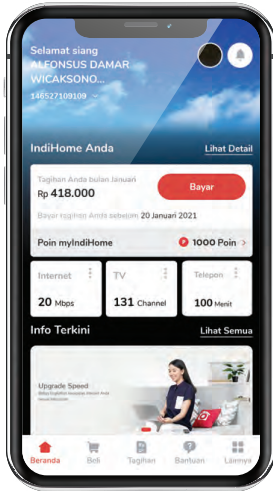 Selamat siang
ALFONSUS DAMAR
WICAKSONO...
146527109109
IndiHome Anda
Lihat Detail
Tagihan Anda bulan Januari
Rp 418.000
Bayar
Bayar tagihan Anda sebelum 20 Januari 2021
Poin myIndiHome
P 1000 Poin >
Internet
20 Mbps
TV
131 Channel
Telepon
100 Menit
Info Terkini
Lihat Semua
Upgrade Speed
Beranda
Beli
Tagihan
Bantuan
Lainnya